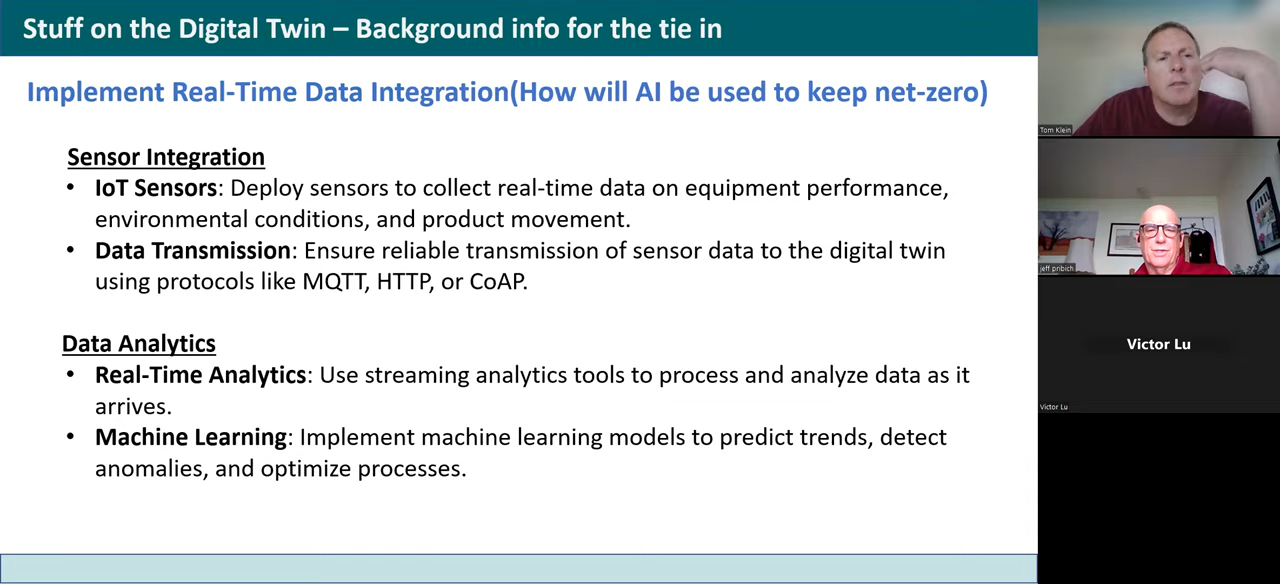 Stuff on the Digital Twin – Background info for the tie in
Implement Real-Time Data Integration(How will AI be used to keep net-zero)
Sensor Integration
• IoT Sensors: Deploy sensors to collect real-time data on equipment performance,
environmental conditions, and product movement.
• Data Transmission: Ensure reliable transmission of sensor data to the digital twin
using protocols like MQTT, HTTP, or CoAP.
Data Analytics
• Real-Time Analytics: Use streaming analytics tools to process and analyze data as it
arrives.
• Machine Learning: Implement machine learning models to predict trends, detect
anomalies, and optimize processes.
Tom Klein
jeff pribich
Victor Lu
Victor Lu